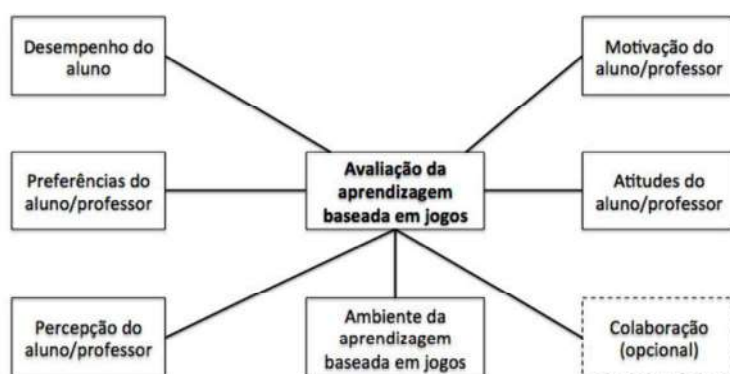 Desempenho do
aluno
Motivação do
aluno/professor
Preferências do
aluno/professor
Avaliação da
aprendizagem
baseada em jogos
Atitudes do
aluno/professor
Percepção do
aluno/professor
Ambiente da
aprendizagem
baseada em jogos
Colaboração
(opcional)